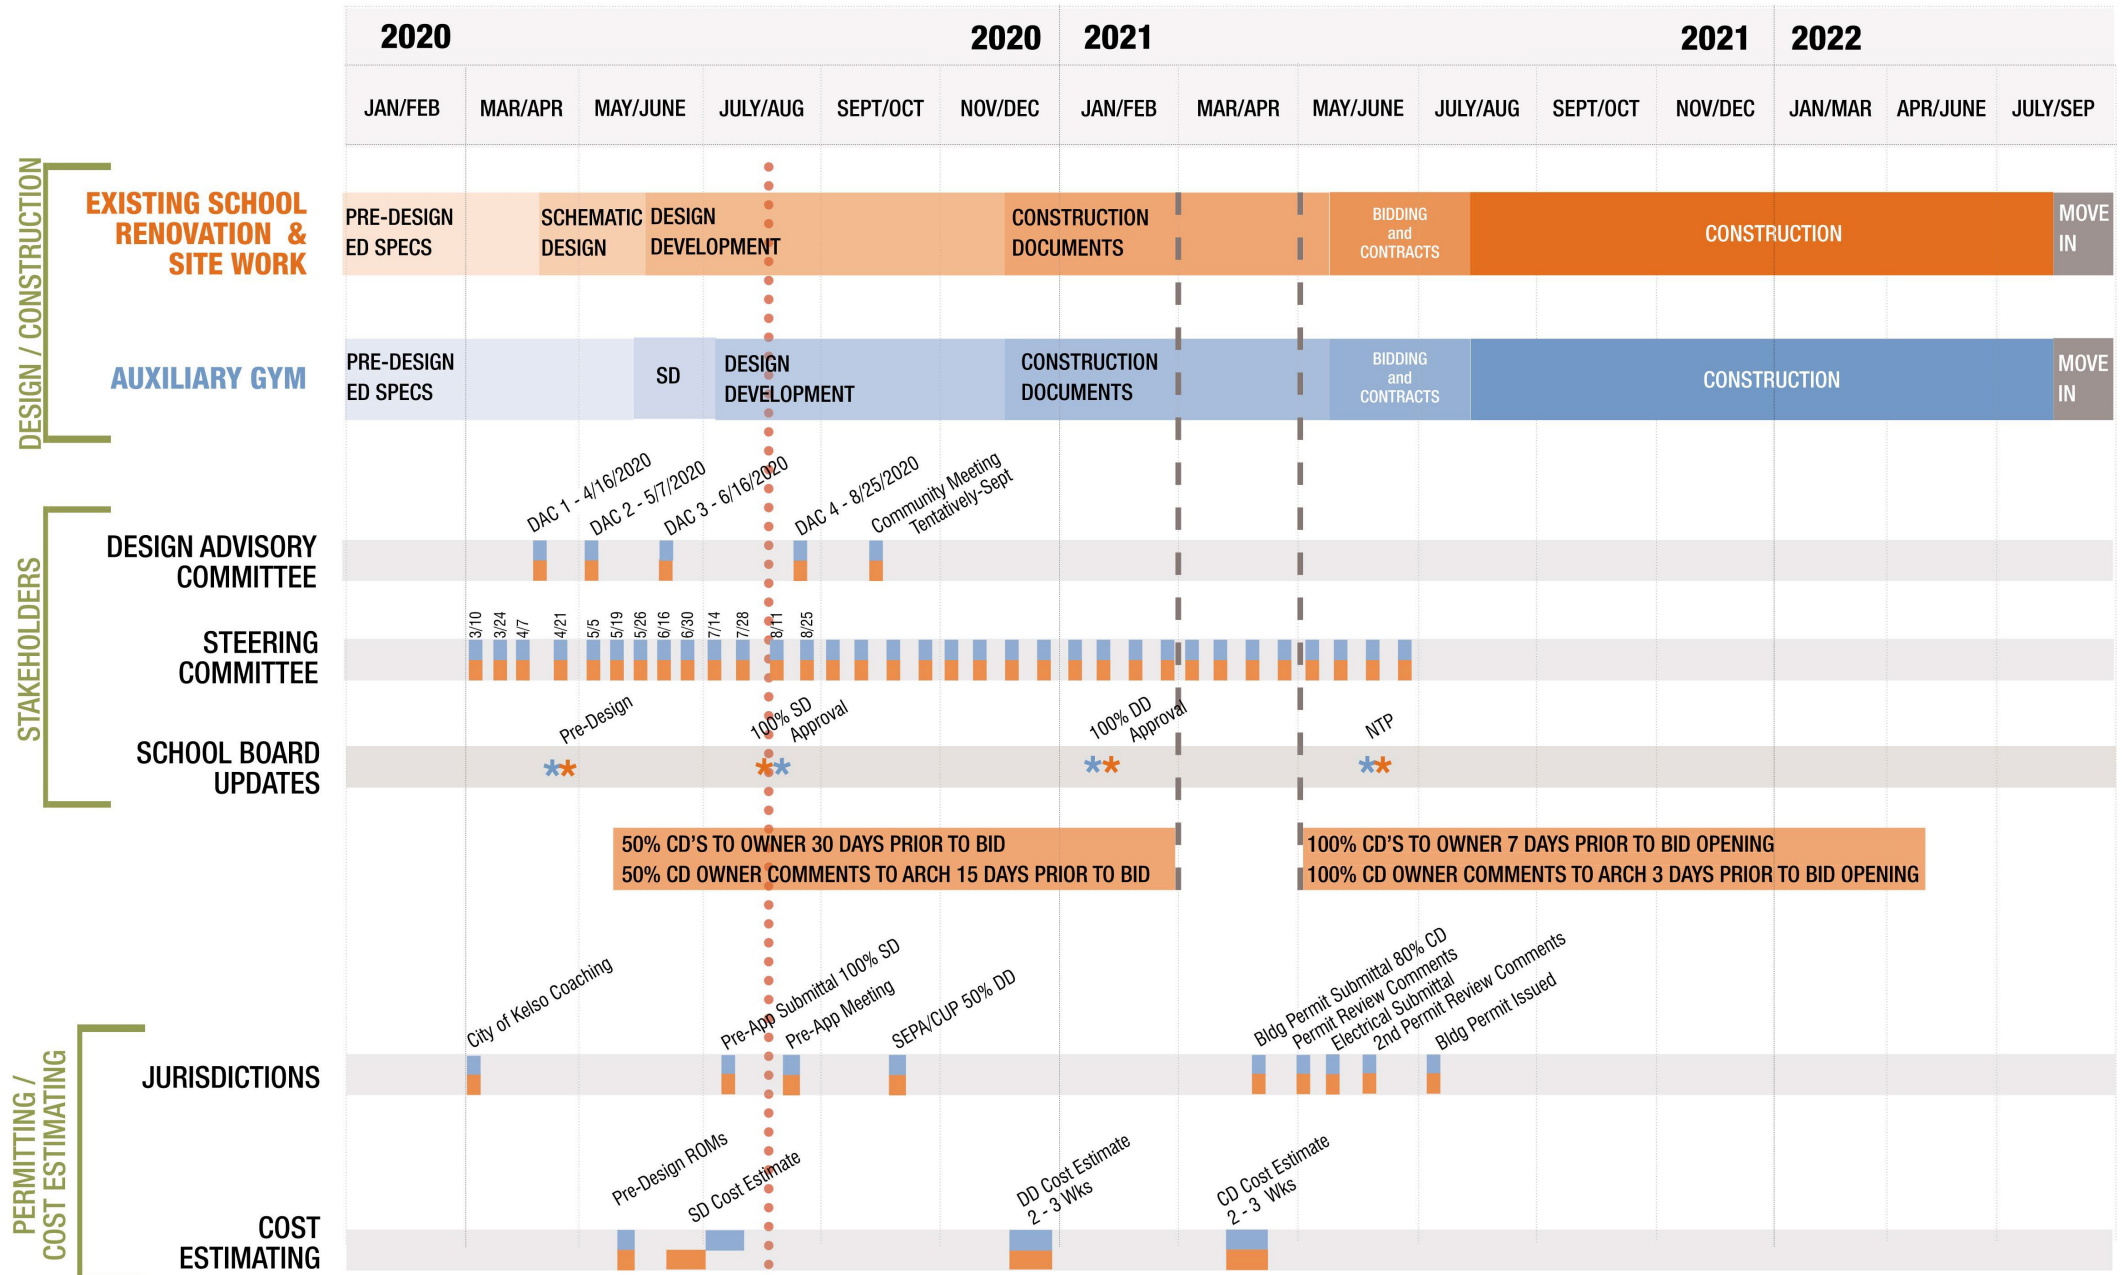 2020
2020
2021
2021
2022
JAN/FEB
MAR/APR
MAY/JUNE
JULY/AUG
SEPT/OCT
NOV/DEC
JAN/FEB
MAR/APR
MAY/JUNE
JULY/AUG
SEPT/OCT
NOV/DEC
JAN/MAR
APR/JUNE
JULY/SEP
DESIGN / CONSTRUCTION
EXISTING SCHOOL
RENOVATION &
SITE WORK
PRE-DESIGN
ED SPECS
SCHEMATIC
DESIGN
DESIGN
DEVELOPMENT
CONSTRUCTION
DOCUMENTS
BIDDING
and
CONTRACTS
CONSTRUCTION
MOVE
IN
AUXILIARY GYM
PRE-DESIGN
ED SPECS
SD
DESIGN
DEVELOPMENT
CONSTRUCTION
DOCUMENTS
BIDDING
and
CONTRACTS
CONSTRUCTION
MOVE
IN
STAKEHOLDERS
DESIGN ADVISORY
COMMITTEE
DAC 1 - 4/16/2020
DAC 2 - 5/7/2020
DAC 3 - 6/16/2020
DAC 4 - 8/25/2020
Community Meeting
Tentatively-Sept
STEERING
COMMITTEE
3/10
3/24
4/7
4/21
5/5
5/19
5/26
6/16
6/30
7/14
7/28
8/11
8/25
SCHOOL BOARD
UPDATES
Pre-Design
100% SD
Approval
100% DD
Approval
NTP
50% CD'S TO OWNER 30 DAYS PRIOR TO BID
50% CD OWNER COMMENTS TO ARCH 15 DAYS PRIOR TO BID
100% CD'S TO OWNER 7 DAYS PRIOR TO BID OPENING
100% CD OWNER COMMENTS TO ARCH 3 DAYS PRIOR TO BID OPENING
PERMITTING /
COST ESTIMATING
JURISDICTIONS
City of Kelso Coaching
Pre-App Submittal 100% SD
Pre-App Meeting
SEPA/CUP 50% DD
Bldg Permit Submittal 80% CD
Permit Review Comments
Electrical Submittal
2nd Permit Review Comments
Bldg Permit Issued
COST
ESTIMATING
Pre-Design ROMs
SD Cost Estimate
DD Cost Estimate
2 - 3 Wks
CD Cost Estimate
2 - 3 Wks